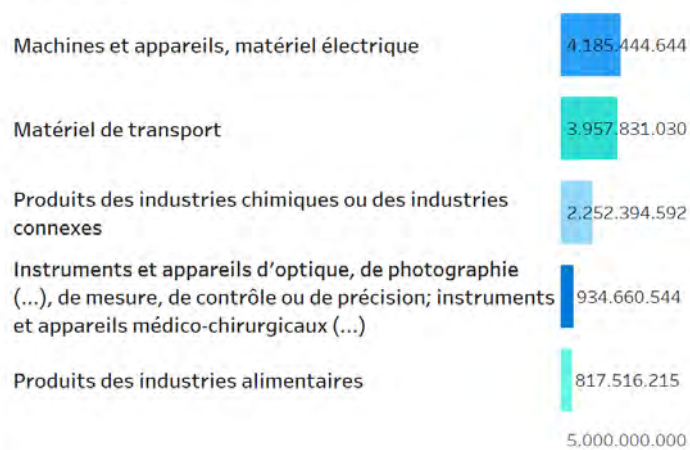 Machines et appareils, matériel électrique 4.185.444.644
Matériel de transport 3.957.831.030
Produits des industries chimiques ou des industries
connexes 2.252.394.592
Instruments et appareils d'optique, de photographie
(...), de mesure, de contrôle ou de précision; instruments 934.660.544
et appareils médico-chirurgicaux (...)
Produits des industries alimentaires 817.516.215
5.000.000.000